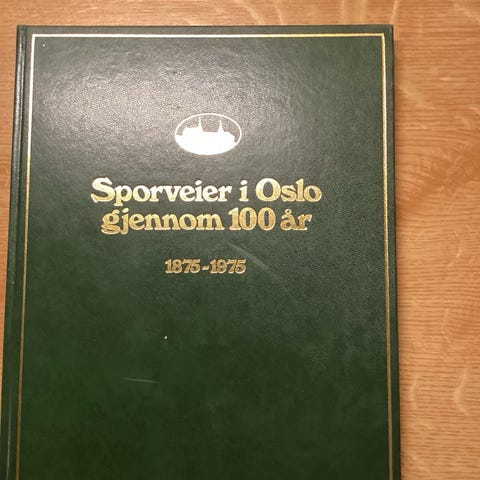 Sporveier i Oslo
gjennom 100 år
1875-1975